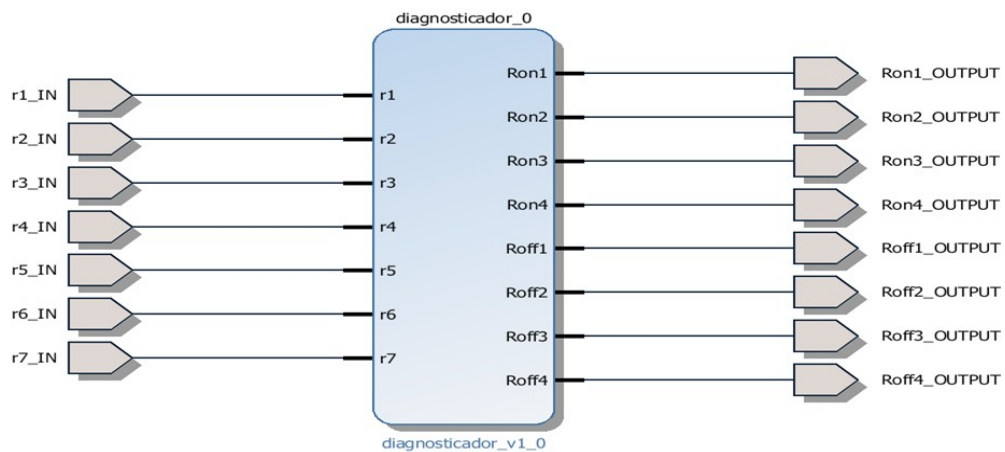 diagnosticador_0
r1_IN
r2_IN
r3_IN
r4_IN
r5_IN
r6_IN
r7_IN
r1
r2
r3
r4
r5
r6
r7
Ron1
Ron2
Ron3
Ron4
Roff1
Roff2
Roff3
Roff4
Ron1_OUTPUT
Ron2_OUTPUT
Ron3_OUTPUT
Ron4_OUTPUT
Roff1_OUTPUT
Roff2_OUTPUT
Roff3_OUTPUT
Roff4_OUTPUT
diagnosticador_v1_0